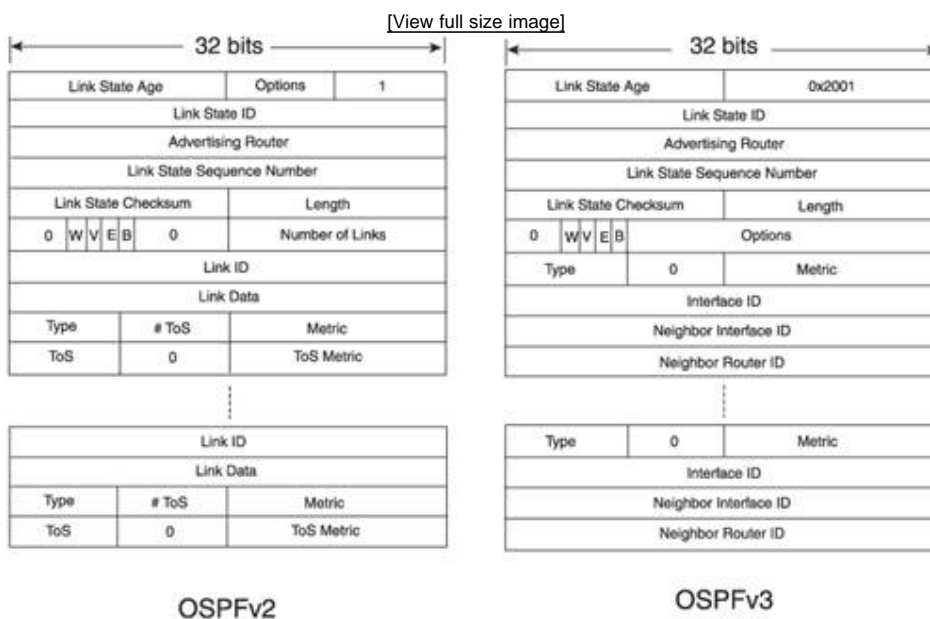 [View full size image]
32 bits
Link State Age Options 1
Link State ID
Advertising Router
Link State Sequence Number
Link State Checksum Length
0 W V E B 0 Number of Links
Link ID
Link Data
Type # ToS Metric
ToS 0 ToS Metric
Link ID
Link Data
Type # ToS Metric
ToS 0 ToS Metric
OSPFv2
32 bits
Link State Age 0x2001
Link State ID
Advertising Router
Link State Sequence Number
Link State Checksum Length
0 W V E B Options
Type 0 Metric
Interface ID
Neighbor Interface ID
Neighbor Router ID
Type 0 Metric
Interface ID
Neighbor Interface ID
Neighbor Router ID
OSPFv3